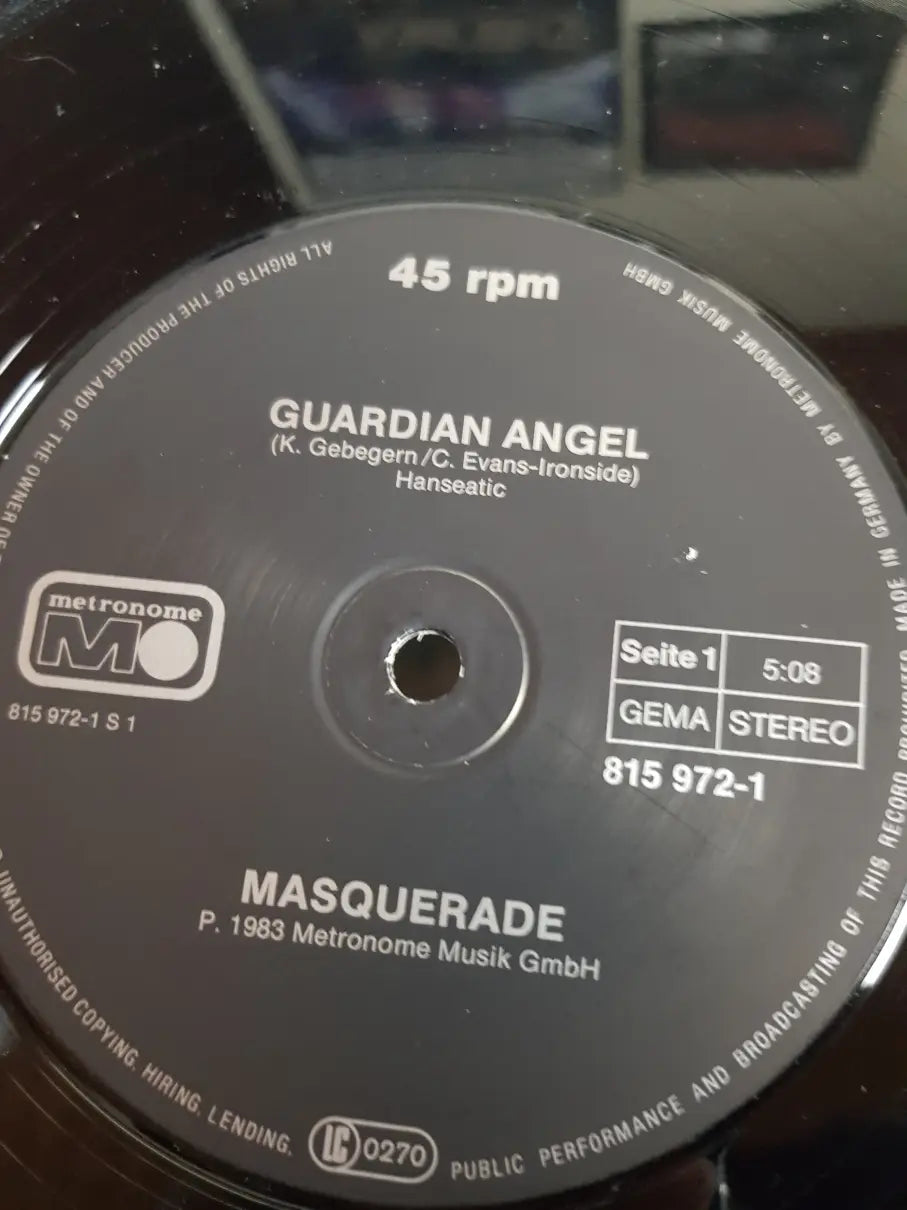 45 rpm
GUARDIAN ANGEL
(K. Gebegern/C. Evans-Ironside)
Hanseatic
metronome
M
815 972-1 S 1
Seite 1
5:08
GEMA
STEREO
815 972-1
MASQUERADE
P. 1983 Metronome Musik GmbH
LC 0270
ALL RIGHTS OF THE PRODUCER AND OF THE OWNER OF
UNAUTHORISED COPYING, HIRING, LENDING,
PUBLIC PERFORMANCE AND BROADCASTING OF THIS RECORD PROHIBITED MADE IN GERMANY BY METRONOME MUSIK GMBH